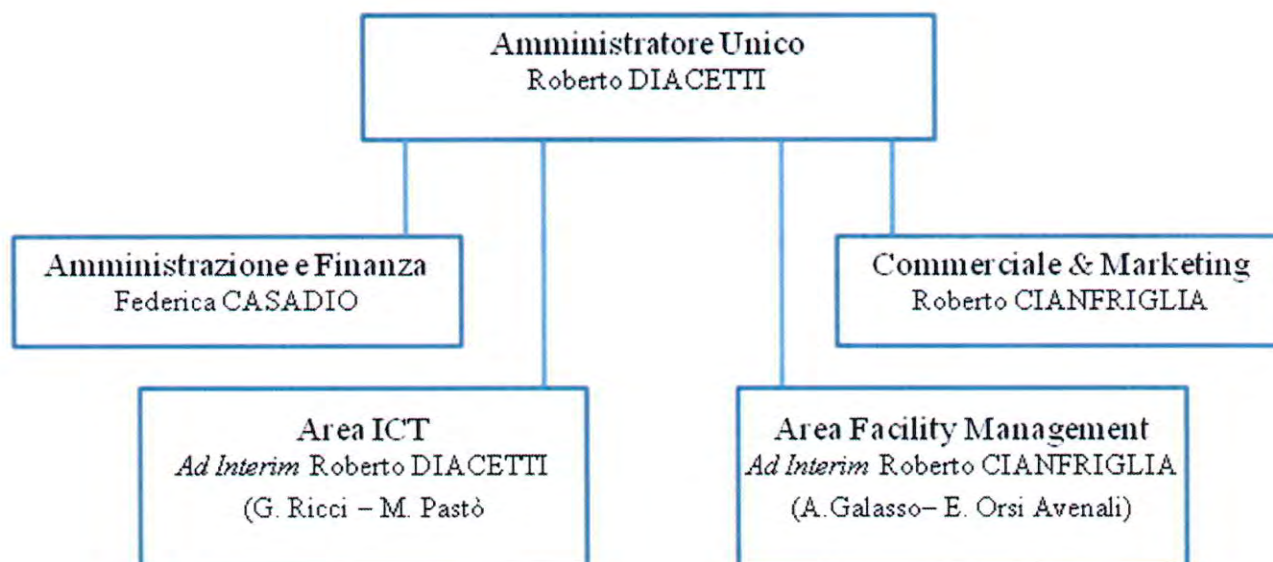 Amministratore Unico
Roberto DIACETTI
Amministrazione e Finanza
Federica CASADIO
Commerciale & Marketing
Roberto CIANFRIGLIA
Area ICT
Ad Interim Roberto DIACETTI
(G. Ricci – M. Pastò
Area Facility Management
Ad Interim Roberto CIANFRIGLIA
(A.Galasso– E. Orsi Avenali)